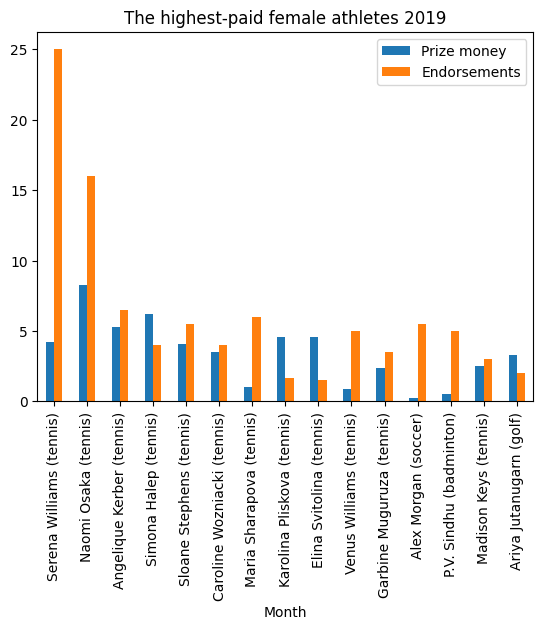 The highest-paid female athletes 2019
Prize money
Endorsements
25
20
15
10
5
0
Serena Williams (tennis)
Naomi Osaka (tennis)
Angelique Kerber (tennis)
Simona Halep (tennis)
Sloane Stephens (tennis)
Caroline Wozniacki (tennis)
Maria Sharapova (tennis)
Karolina Pliskova (tennis)
Elina Svitolina (tennis)
Venus Williams (tennis)
Garbine Muguruza (tennis)
Alex Morgan (soccer)
P.V. Sindhu (badminton)
Madison Keys (tennis)
Ariya Jutanugarn (golf)
Month